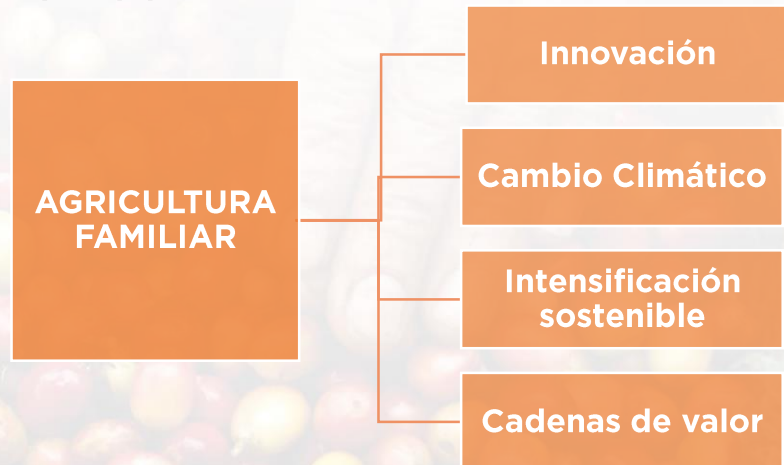 Innovación
Cambio Climático
AGRICULTURA
FAMILIAR
Intensificación
sostenible
Cadenas de valor